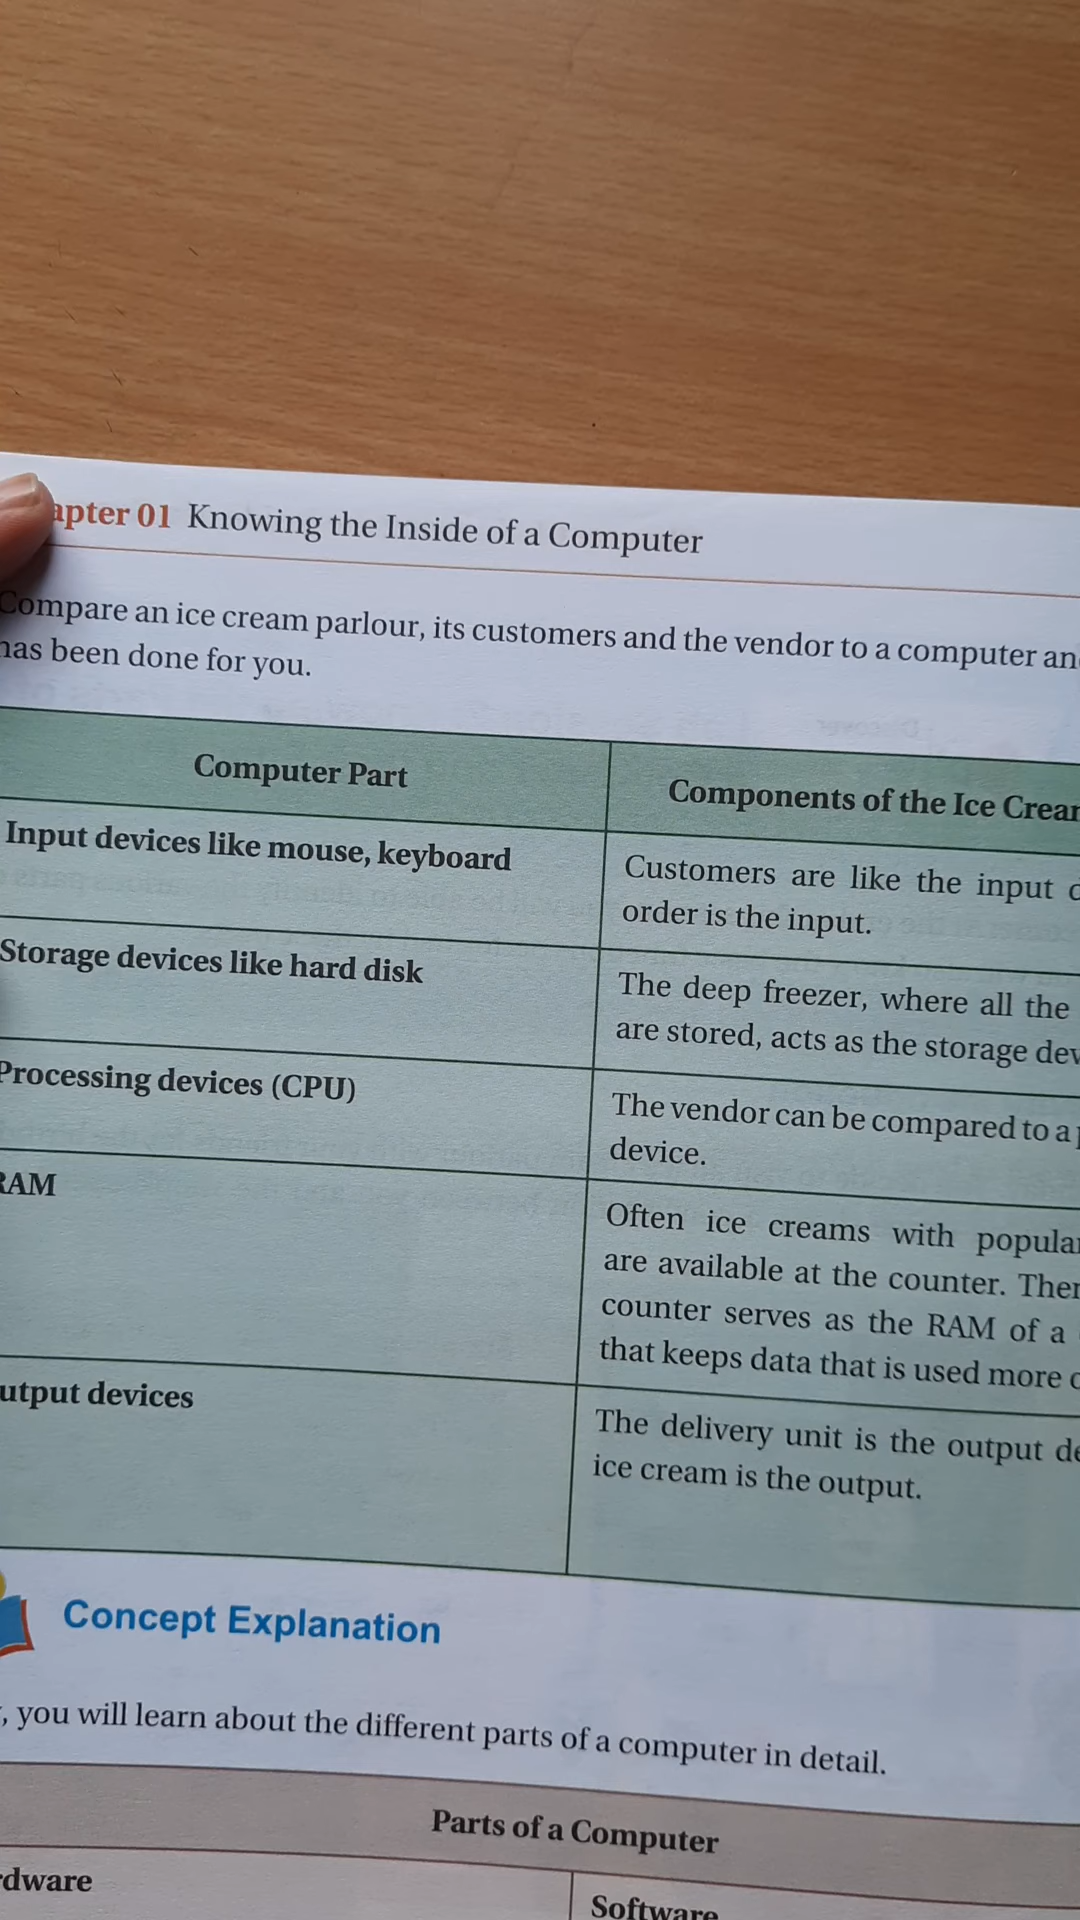 apter 01 Knowing the Inside of a Computer
Compare an ice cream parlour, its customers and the vendor to a computer an
has been done for you.
Computer Part
Components of the Ice Crea
Input devices like mouse, keyboard
Customers are like the input
order is the input.
Storage devices like hard disk
The deep freezer, where all the
are stored, acts as the storage dev
Processing devices (CPU)
The vendor can be compared to a
device.
RAM
Often ice creams with popula
are available at the counter. Ther
counter serves as the RAM of a
that keeps data that is used more
utput devices
The delivery unit is the output de
ice cream is the output.
Concept Explanation
, you will learn about the different parts of a computer in detail.
Parts of a Computer
dware
Software